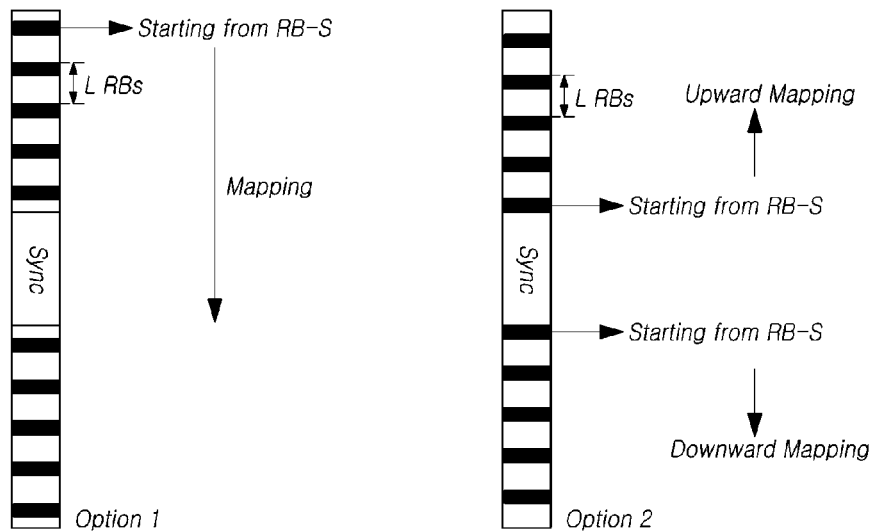 Starting from RB-S
L RBs
Mapping
Sync
Option 1
L RBs
Upward Mapping
Starting from RB-S
Sync
Starting from RB-S
Downward Mapping
Option 2